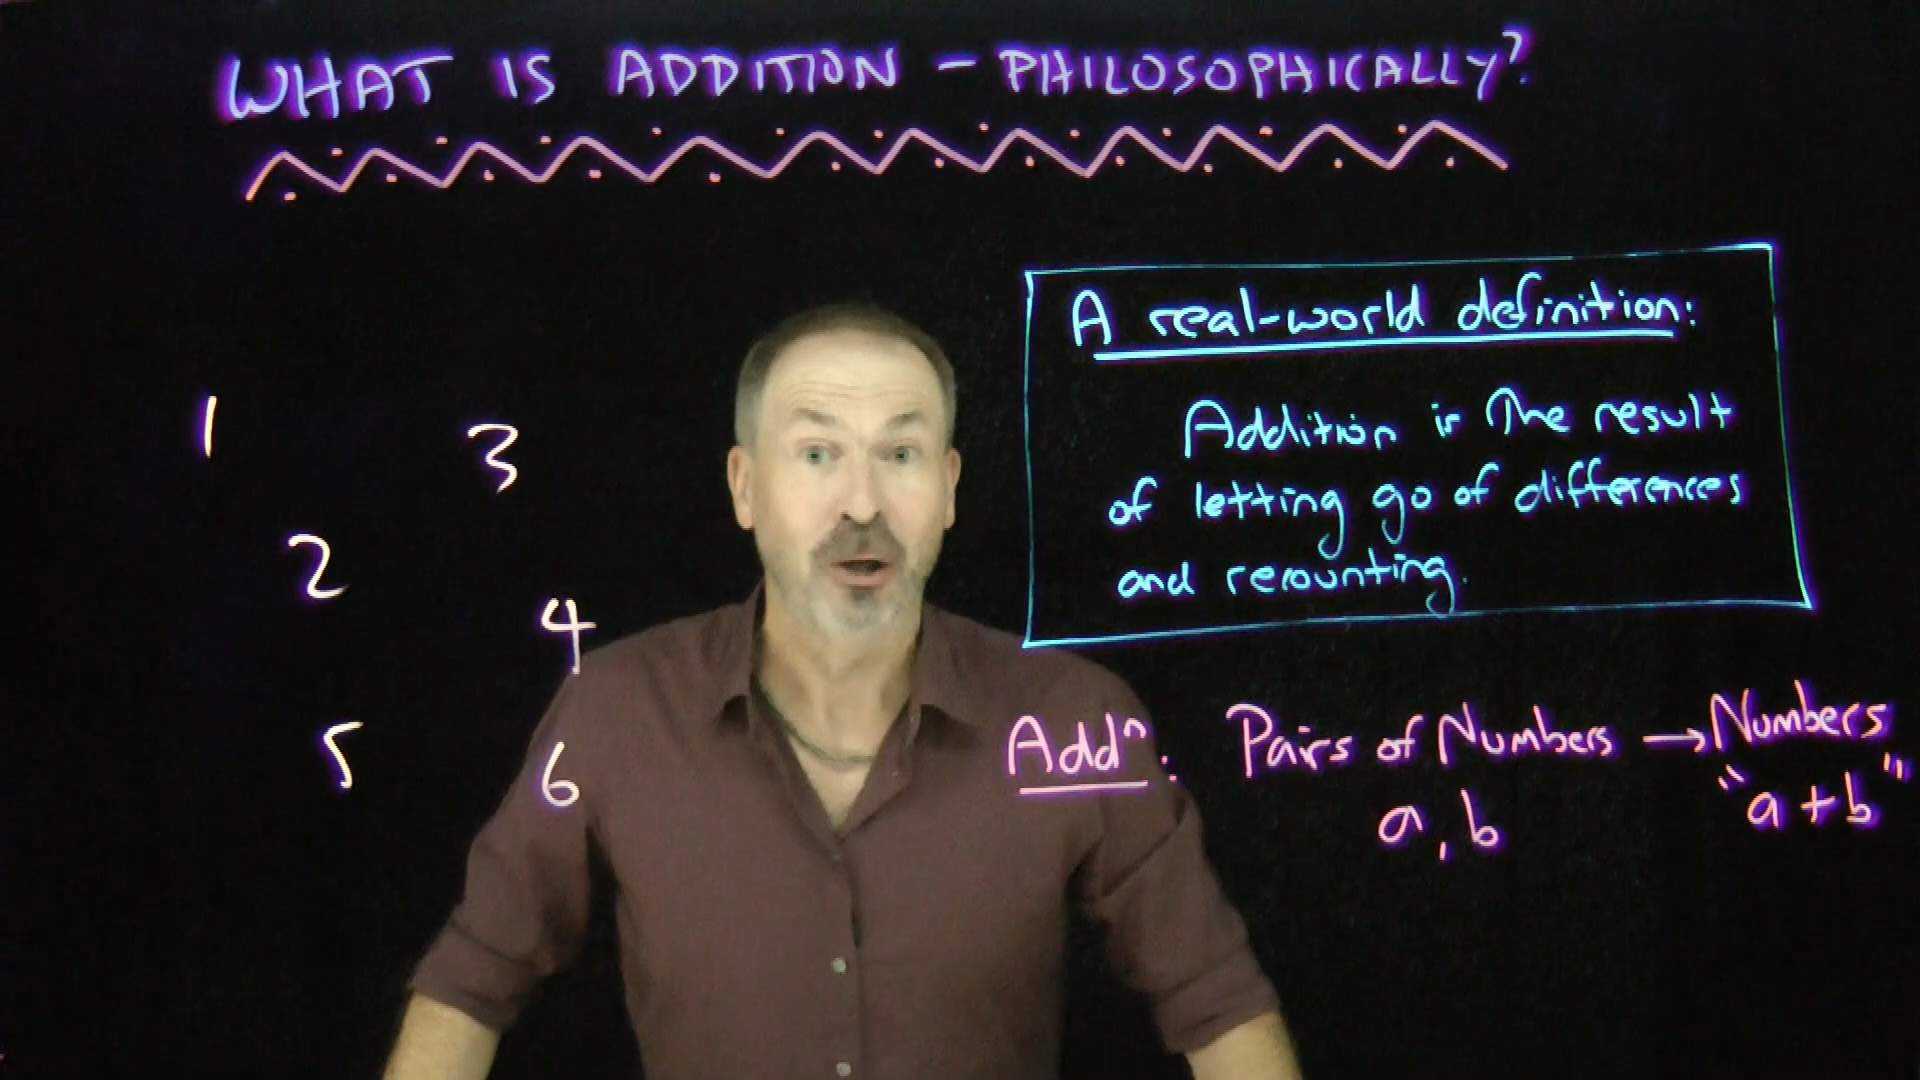 WHAT IS ADDITION – PHILOSOPHICALLY?
A real-world definition:
Addition is the result
of letting go of differences
and recounting.
1
3
2
4
5
6
Addⁿ: Pairs of Numbers → Numbers
a, b "a+b"